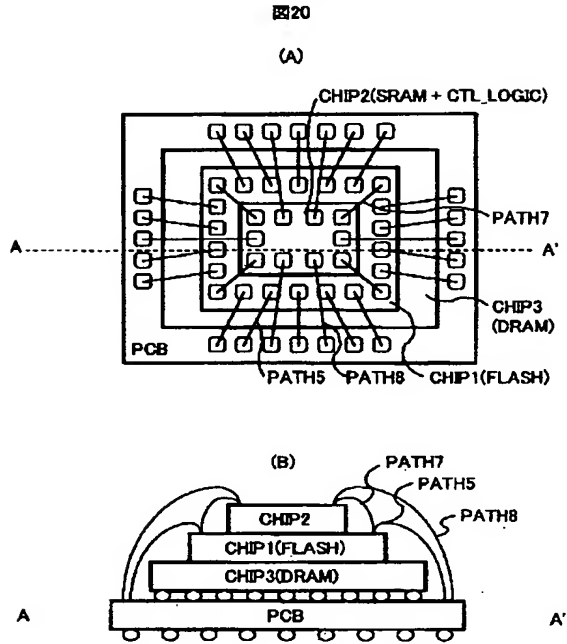 図20
(A)
CHIP2(SRAM + CTL_LOGIC)
PATH7
A
A'
CHIP3
(DRAM)
PCB
PATH5
PATH8
CHIP1(FLASH)
(B)
PATH7
PATH5
PATH8
CHIP2
CHIP1(FLASH)
CHIP3(DRAM)
A
PCB
A'